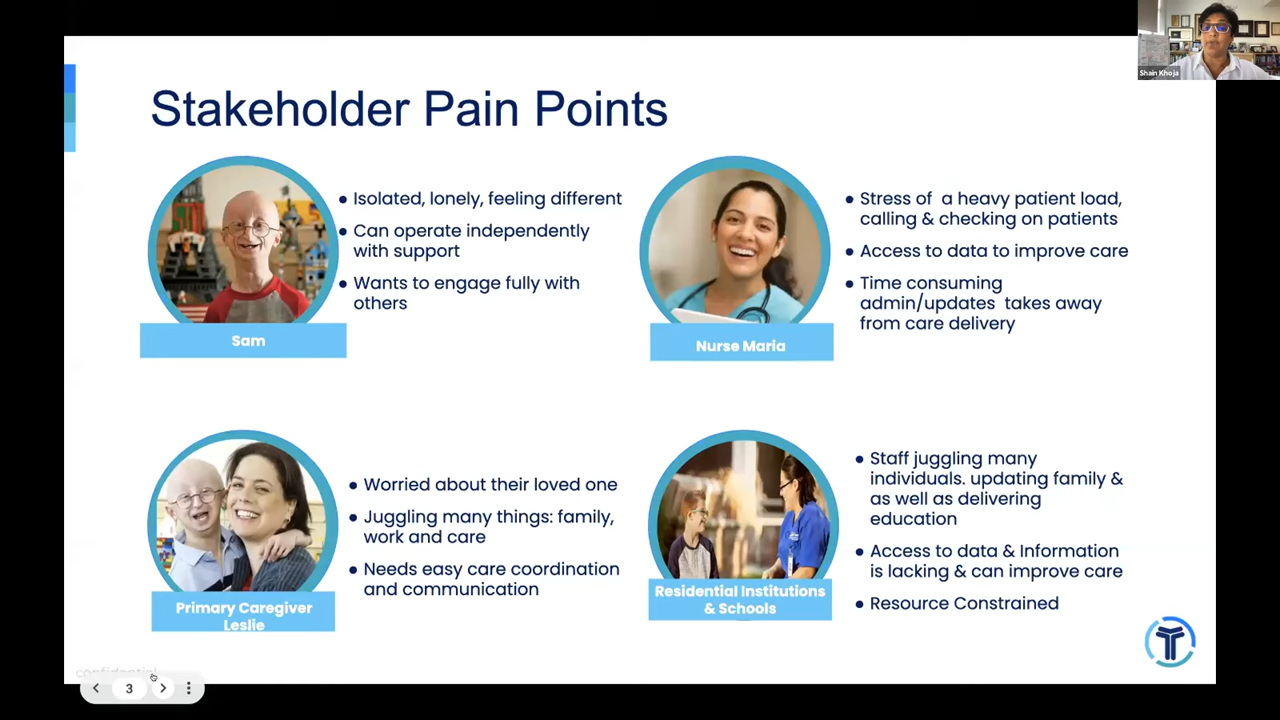 Shain Khoja
Stakeholder Pain Points
• Isolated, lonely, feeling different
• Can operate independently
with support
• Wants to engage fully with
others
Sam
• Stress of a heavy patient load,
calling & checking on patients
• Access to data to improve care
• Time consuming
admin/updates takes away
from care delivery
Nurse Maria
• Worried about their loved one
• Juggling many things: family,
work and care
• Needs easy care coordination
and communication
Primary Caregiver
Leslie
• Staff juggling many
individuals. updating family &
as well as delivering
education
• Access to data & Information
is lacking & can improve care
• Resource Constrained
Residential Institutions
& Schools
confidential
3